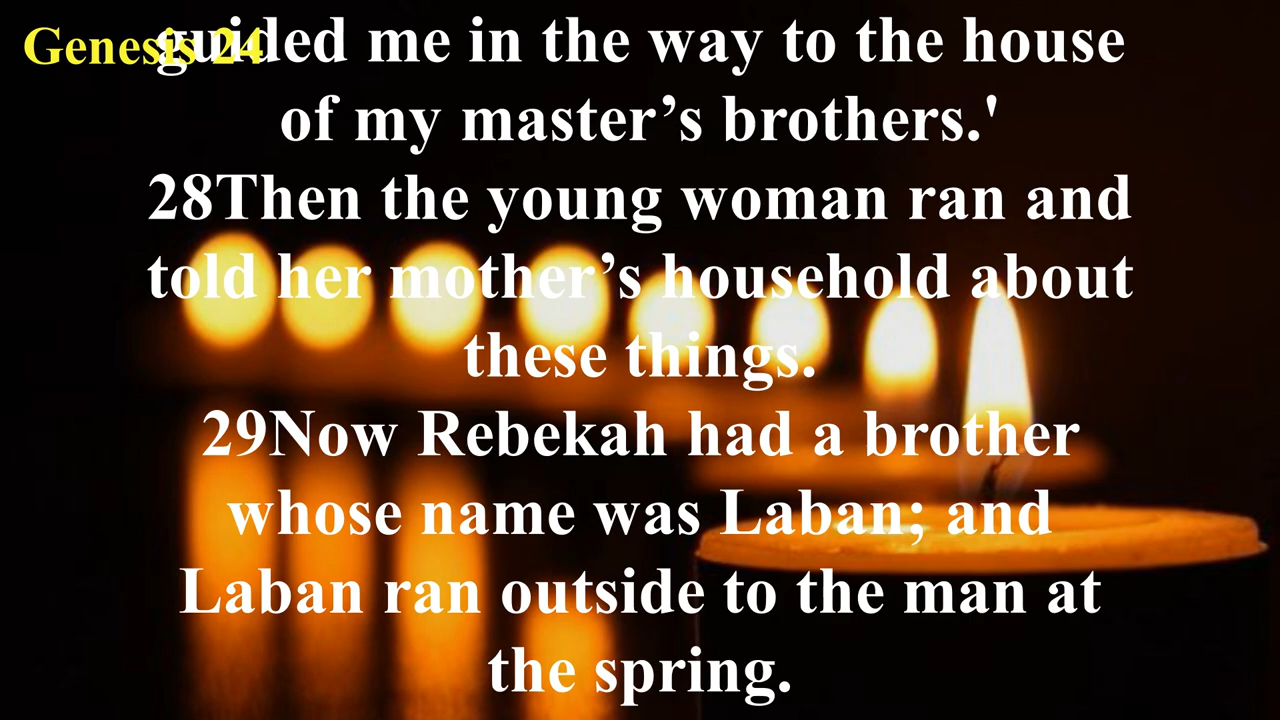 Genesis 24
guided me in the way to the house
of my master’s brothers.'
28Then the young woman ran and
told her mother’s household about
these things.
29Now Rebekah had a brother
whose name was Laban; and
Laban ran outside to the man at
the spring.